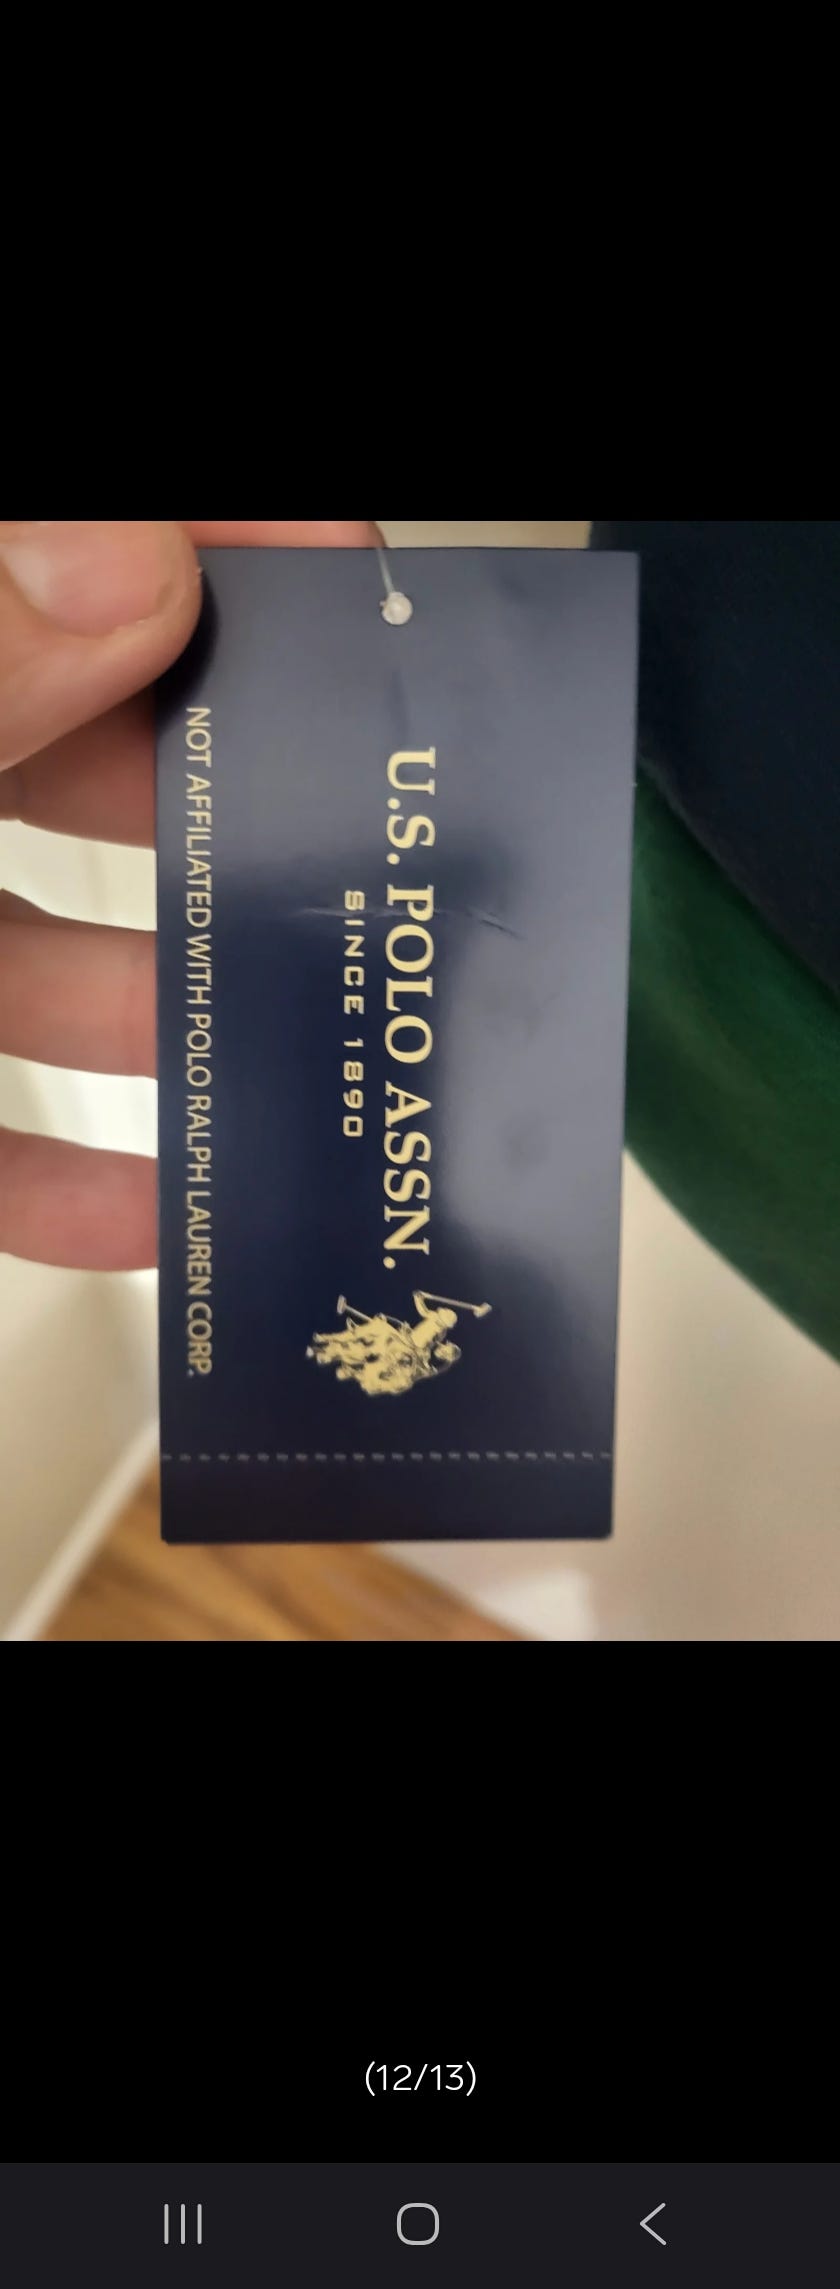 U.S. POLO ASSN.
SINCE 1890
NOT AFFILIATED WITH POLO RALPH LAUREN CORP.
(12/13)